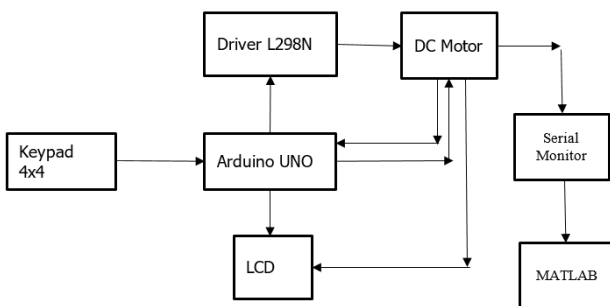 Driver L298N
DC Motor
Keypad
4x4
Arduino UNO
Serial
Monitor
LCD
MATLAB